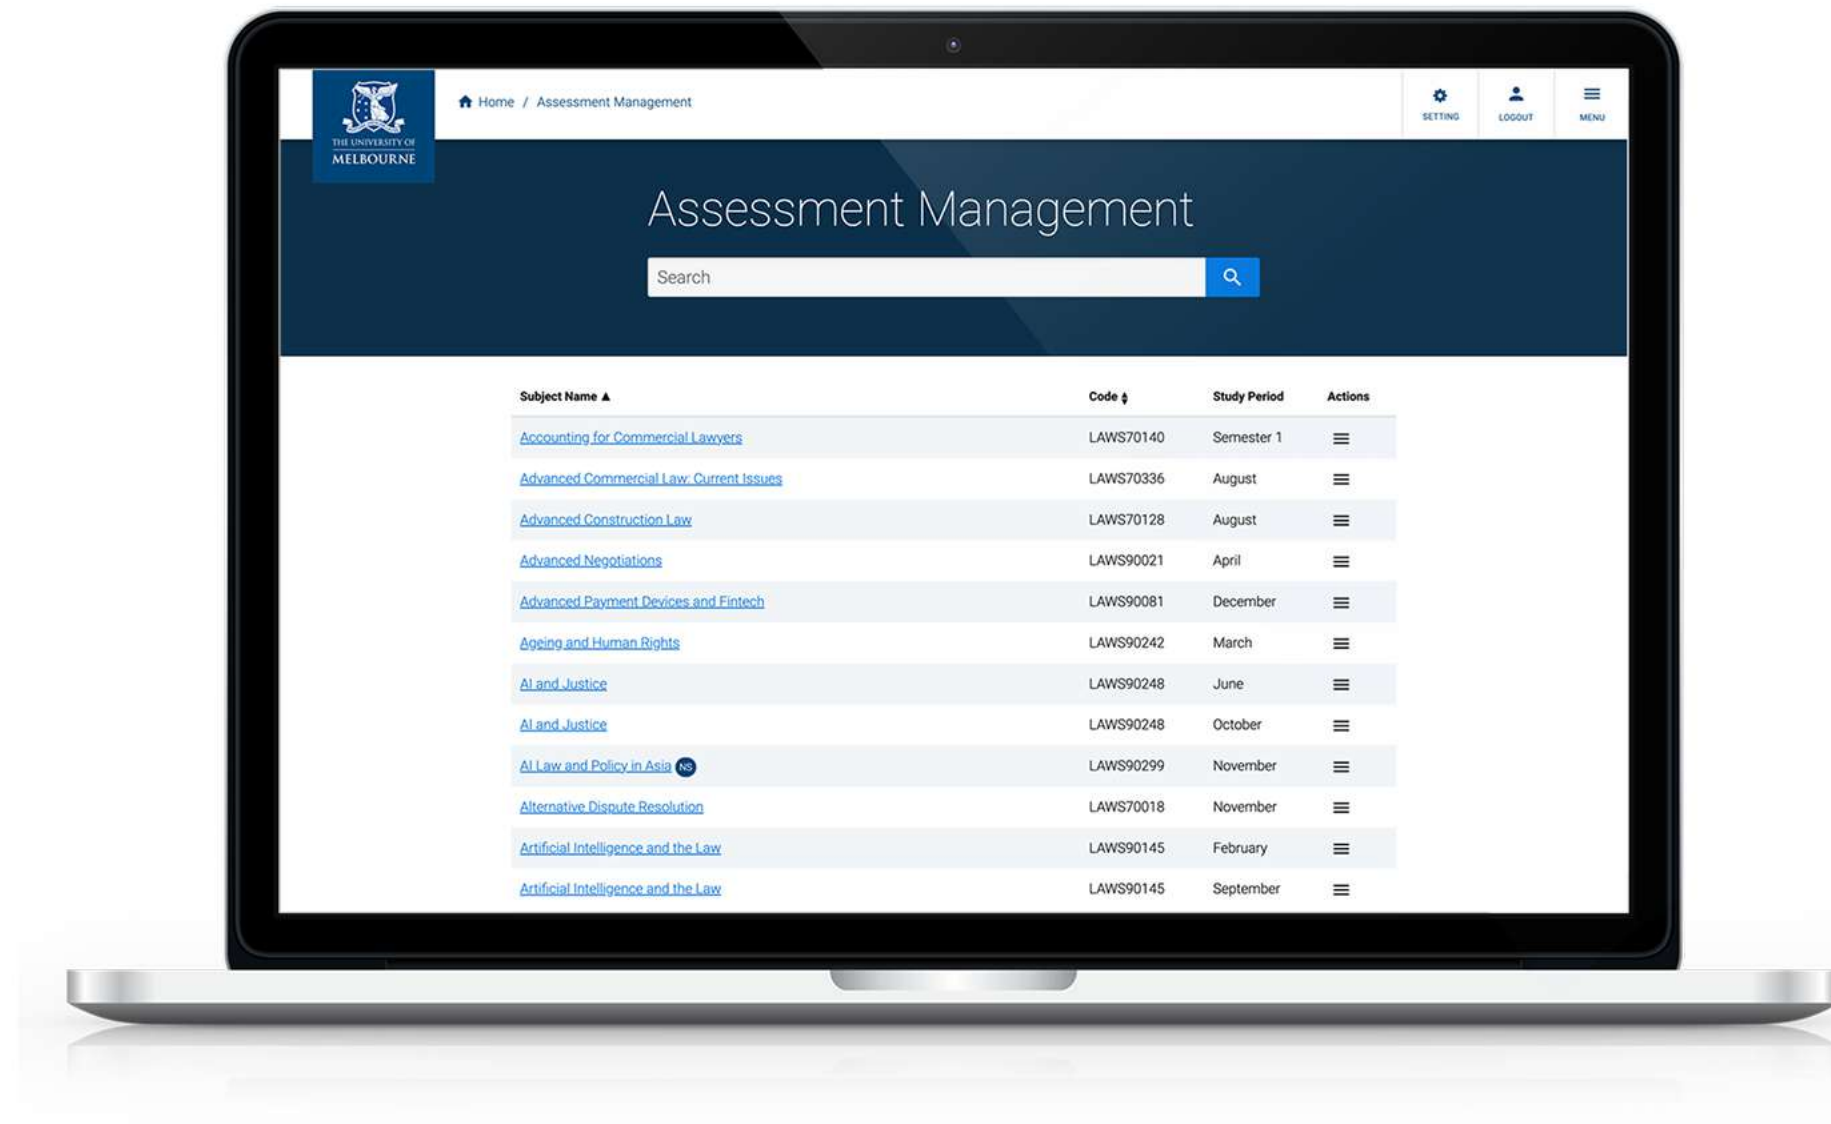 THE UNIVERSITY OF
MELBOURNE
Home / Assessment Management
SETTING
LOGOUT
MENU
Assessment Management
Search
Subject Name ▲ Code Study Period Actions
Accounting for Commercial Lawyers LAWS70140 Semester 1
Advanced Commercial Law: Current Issues LAWS70336 August
Advanced Construction Law LAWS70128 August
Advanced Negotiations LAWS90021 April
Advanced Payment Devices and Fintech LAWS90081 December
Ageing and Human Rights LAWS90242 March
AI and Justice LAWS90248 June
AI and Justice LAWS90248 October
AI Law and Policy in Asia NS LAWS90299 November
Alternative Dispute Resolution LAWS70018 November
Artificial Intelligence and the Law LAWS90145 February
Artificial Intelligence and the Law LAWS90145 September